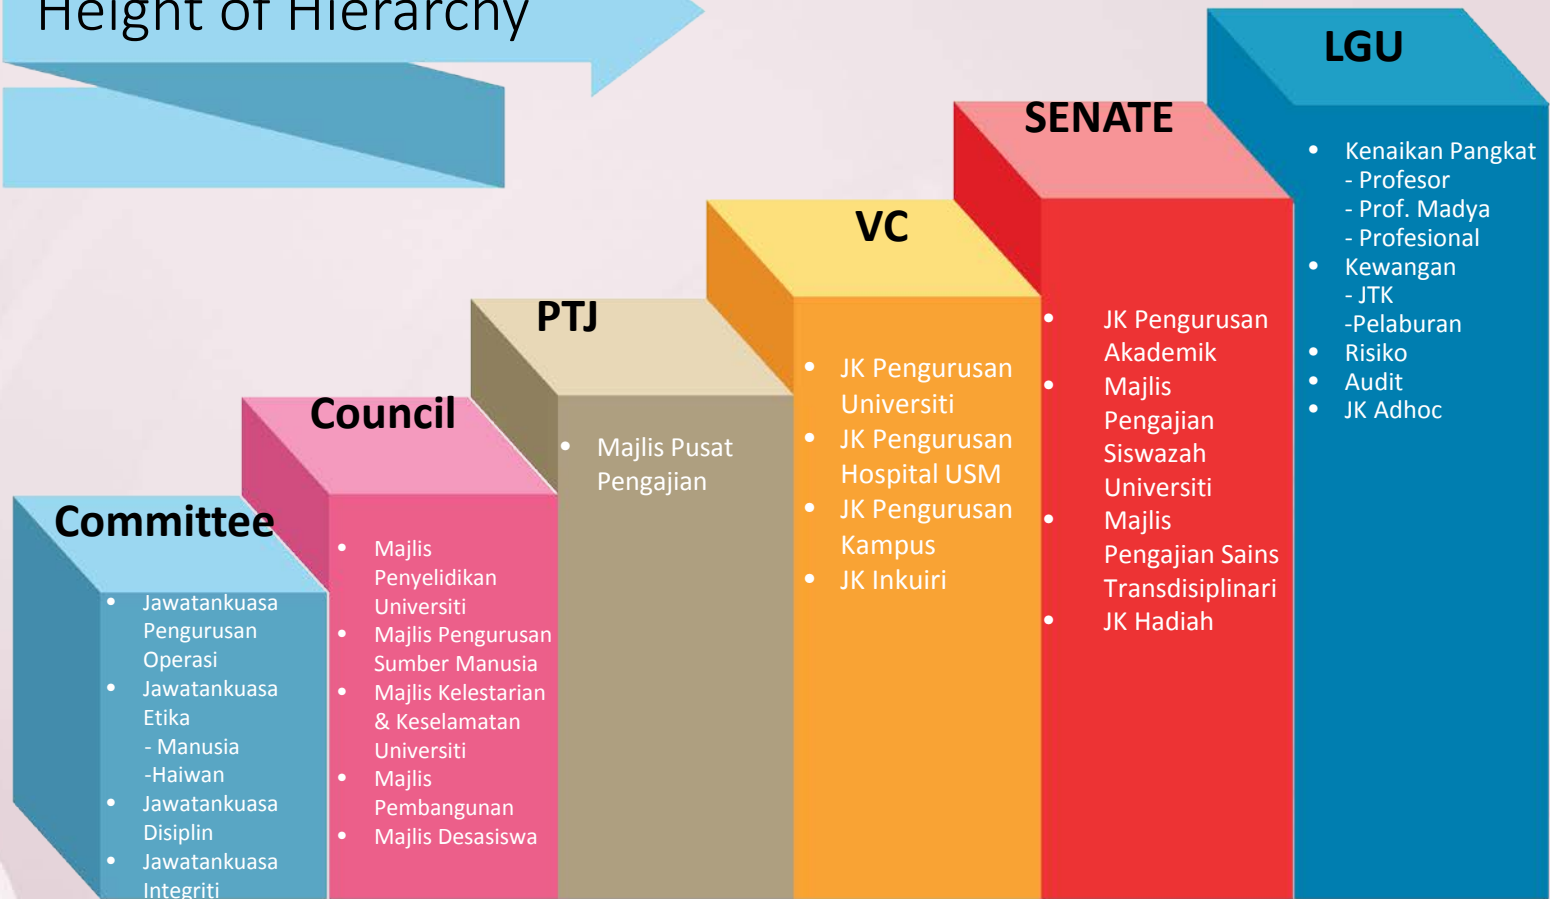 Height of Hierarchy
Committee
• Jawatankuasa
Pengurusan
Operasi
• Jawatankuasa
Etika
- Manusia
-Haiwan
• Jawatankuasa
Disiplin
• Jawatankuasa
Integriti
Council
• Majlis
Penyelidikan
Universiti
• Majlis Pengurusan
Sumber Manusia
• Majlis Kelestarian
& Keselamatan
Universiti
• Majlis
Pembangunan
• Majlis Desasiswa
PTJ
• Majlis Pusat
Pengajian
VC
• JK Pengurusan
Universiti
• JK Pengurusan
Hospital USM
• JK Pengurusan
Kampus
• JK Inkuiri
SENATE
• JK Pengurusan
Akademik
• Majlis
Pengajian
Siswazah
Universiti
• Majlis
Pengajian Sains
Transdisiplinari
• JK Hadiah
LGU
• Kenaikan Pangkat
- Profesor
- Prof. Madya
- Profesional
• Kewangan
- JTK
-Pelaburan
• Risiko
• Audit
• JK Adhoc